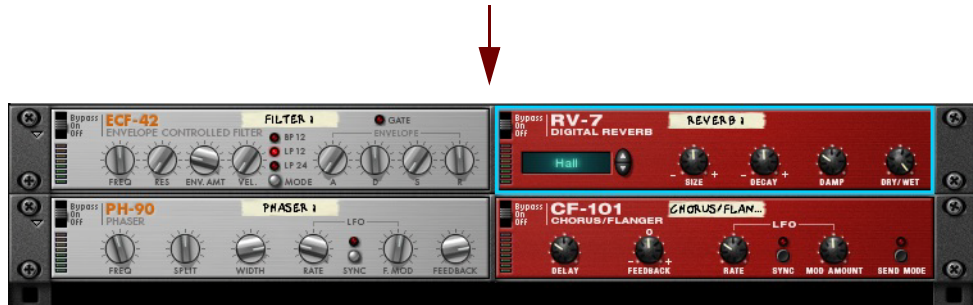 Bypass
On
Off
ECF-42
ENVELOPE CONTROLLED FILTER
FILTER 1
GATE
ENVELOPE
BP 12
LP 12
LP 24
MODE
FREQ RES ENV. AMT VEL. A D S R
Bypass
On
Off
RV-7
DIGITAL REVERB
REVERB 1
Hall
- SIZE + - DECAY + DAMP DRY/WET
Bypass
On
Off
PH-90
PHASER
PHASER 1
LFO
FREQ SPLIT WIDTH RATE SYNC F. MOD FEEDBACK
Bypass
On
Off
CF-101
CHORUS/FLANGER
CHORUS/FLAN...
LFO
0
DELAY - FEEDBACK + RATE SYNC MOD AMOUNT SEND MODE